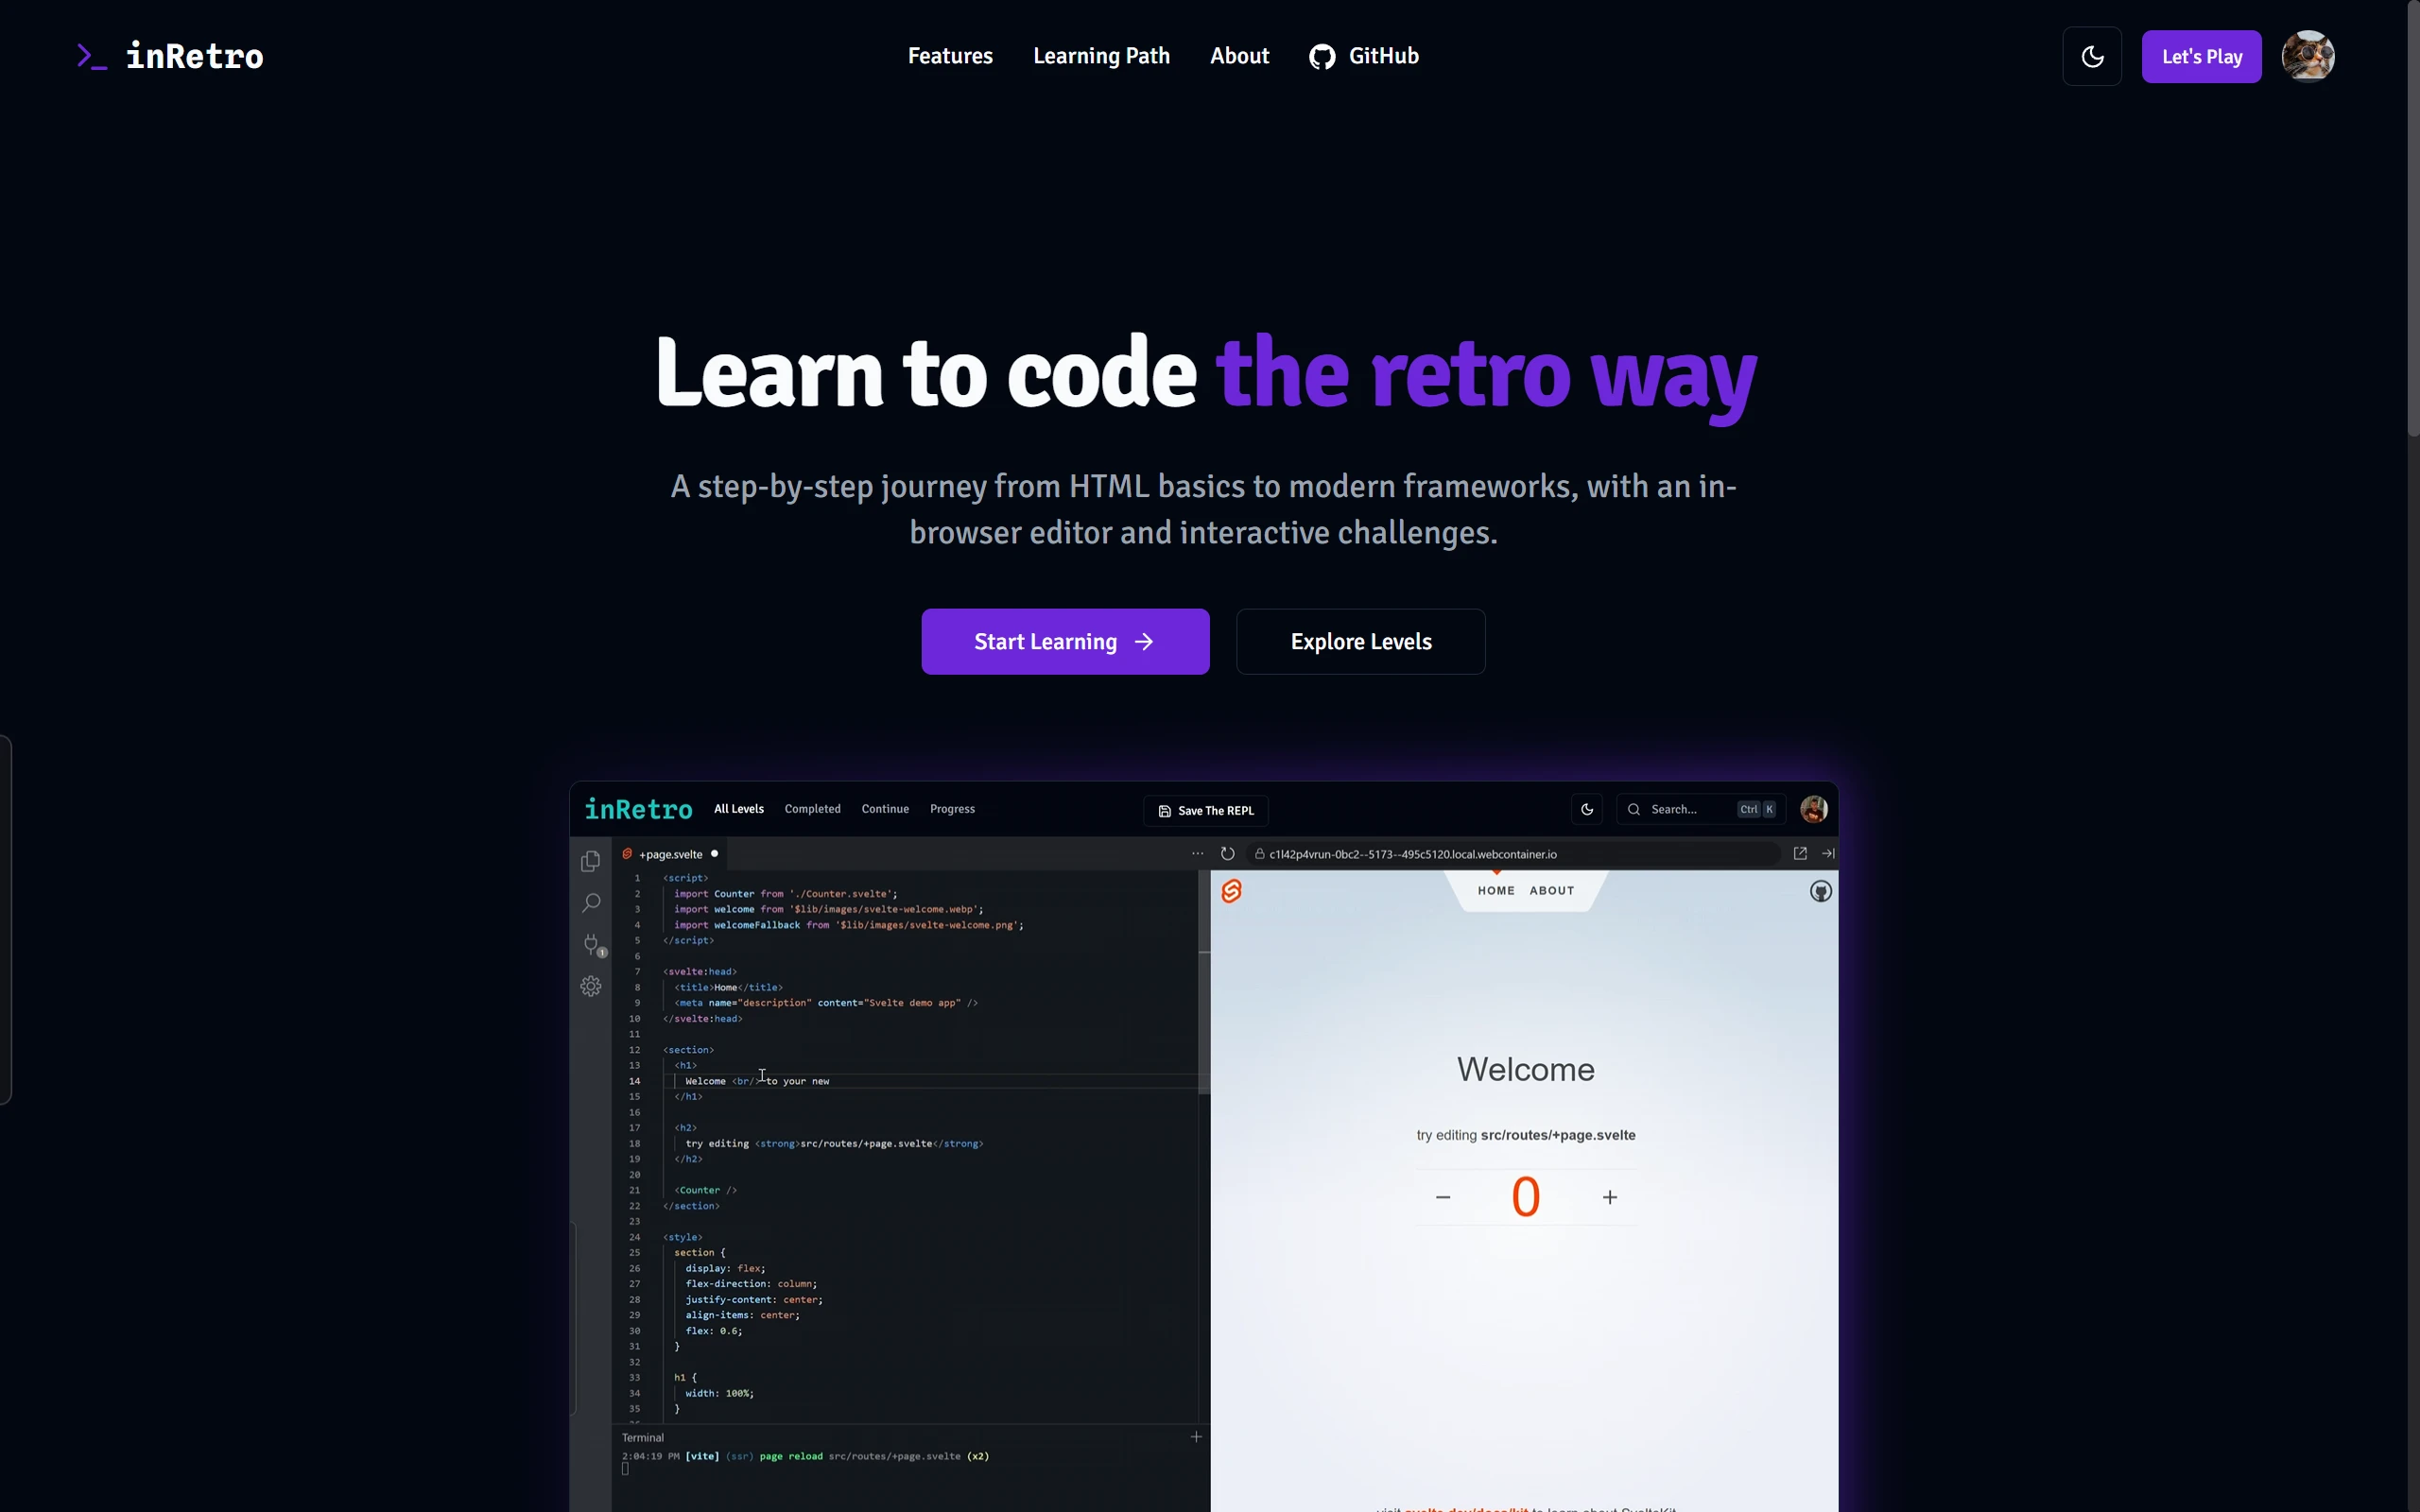 >_ inRetro
Features
Learning Path
About
GitHub
Let's Play
Learn to code the retro way
A step-by-step journey from HTML basics to modern frameworks, with an in-
browser editor and interactive challenges.
Start Learning →
Explore Levels
inRetro
All Levels
Completed
Continue
Progress
Save The REPL
Search...
Ctrl K
+page.svelte
c1l42p4vrun-0bc2--5173--495c5120.local.webcontainer.io
1
1 <script>
2 import Counter from './Counter.svelte';
3 import welcome from '$lib/images/svelte-welcome.webp';
4 import welcomeFallback from '$lib/images/svelte-welcome.png';
5 </script>
6
7 <svelte:head>
8 <title>Home</title>
9 <meta name="description" content="Svelte demo app" />
10 </svelte:head>
11
12 <section>
13 <h1>
14 Welcome <br/> to your new
15 </h1>
16
17 <h2>
18 try editing <strong>src/routes/+page.svelte</strong>
19 </h2>
20
21 <Counter />
22 </section>
23
24 <style>
25 section {
26 display: flex;
27 flex-direction: column;
28 justify-content: center;
29 align-items: center;
30 flex: 0.6;
31 }
32
33 h1 {
34 width: 100%;
35 }
Terminal
2:04:19 PM [vite] (ssr) page reload src/routes/+page.svelte (x2)
HOME
ABOUT
Welcome
try editing src/routes/+page.svelte
− 0 +
visit svelte.dev/docs/kit to learn about SvelteKit